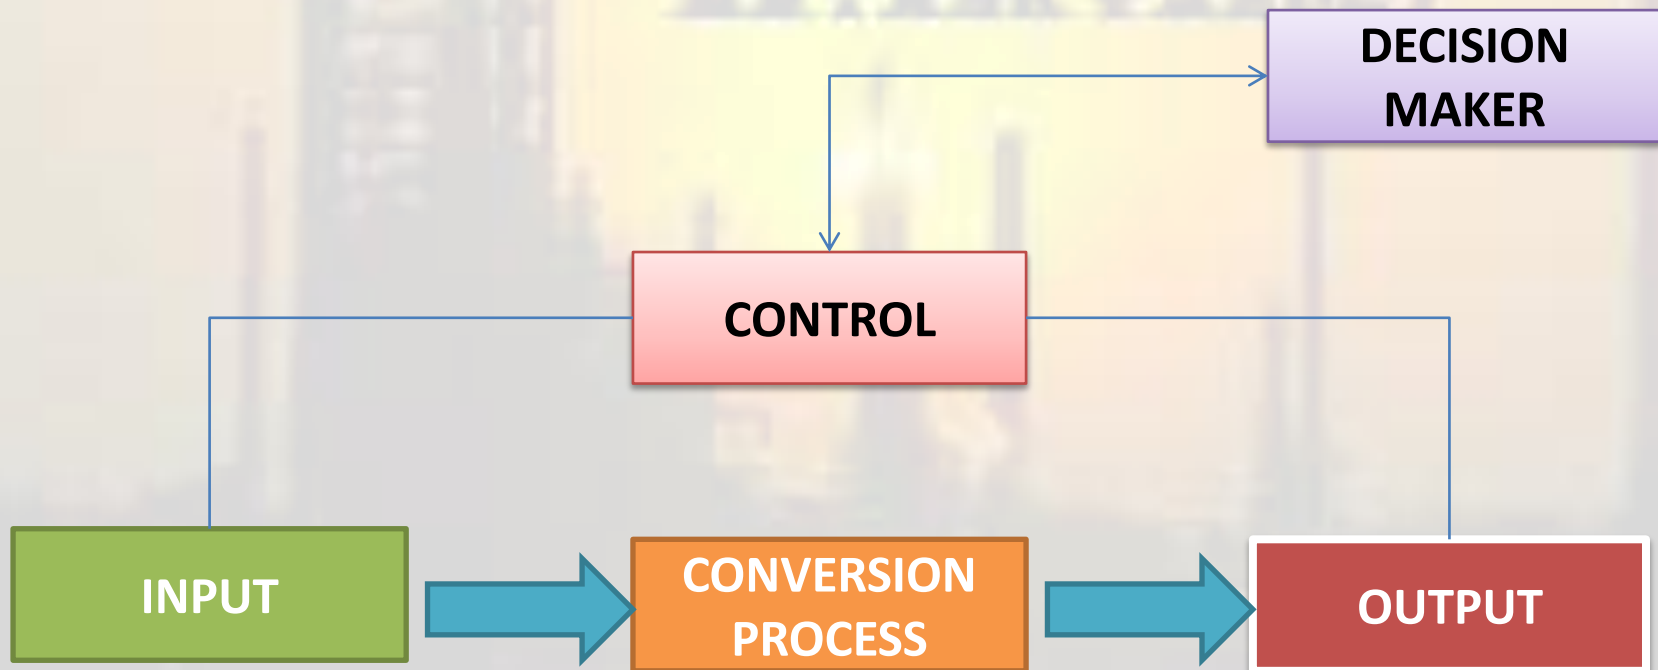 DECISION
MAKER
CONTROL
INPUT
CONVERSION
PROCESS
OUTPUT